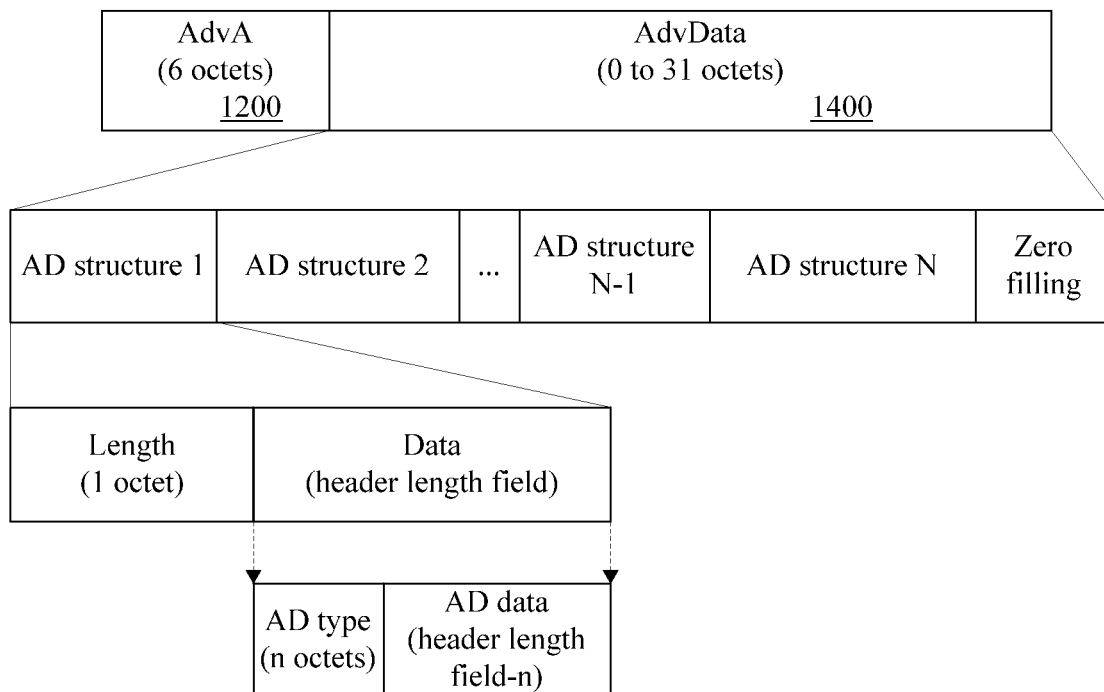 AdvA
(6 octets)
1200
AdvData
(0 to 31 octets)
1400
AD structure 1
AD structure 2
...
AD structure
N-1
AD structure N
Zero
filling
Length
(1 octet)
Data
(header length field)
AD type
(n octets)
AD data
(header length
field-n)